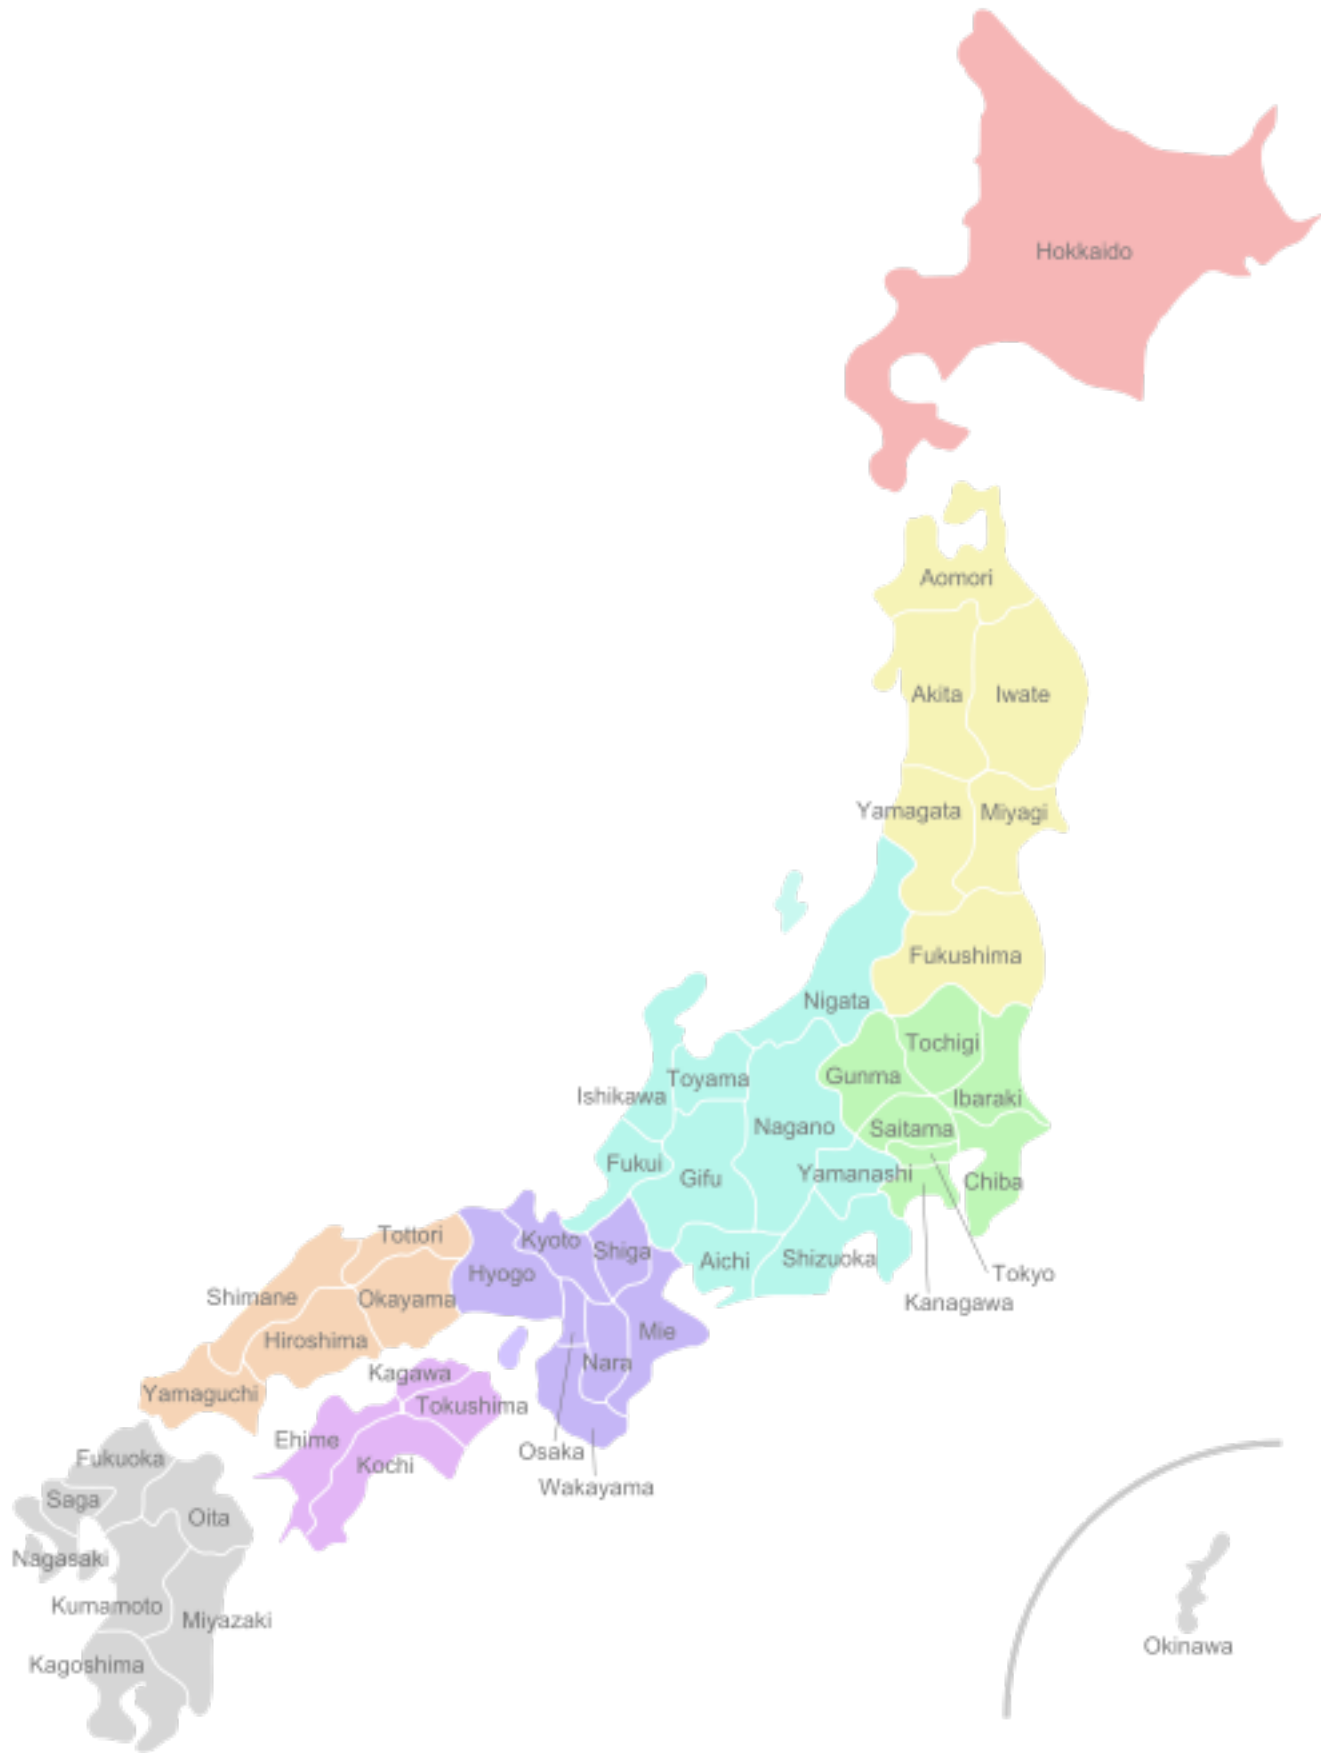 Hokkaido
Aomori
Akita
Iwate
Yamagata
Miyagi
Fukushima
Nigata
Tochigi
Gunma
Toyama
Ishikawa
Ibaraki
Nagano
Saitama
Fukui
Gifu
Yamanashi
Chiba
Tottori
Kyoto
Shiga
Aichi
Shizuoka
Hyogo
Tokyo
Shimane
Okayama
Kanagawa
Hiroshima
Mie
Nara
Kagawa
Yamaguchi
Tokushima
Ehime
Osaka
Fukuoka
Kochi
Wakayama
Saga
Oita
Nagasaki
Kumamoto
Miyazaki
Okinawa
Kagoshima